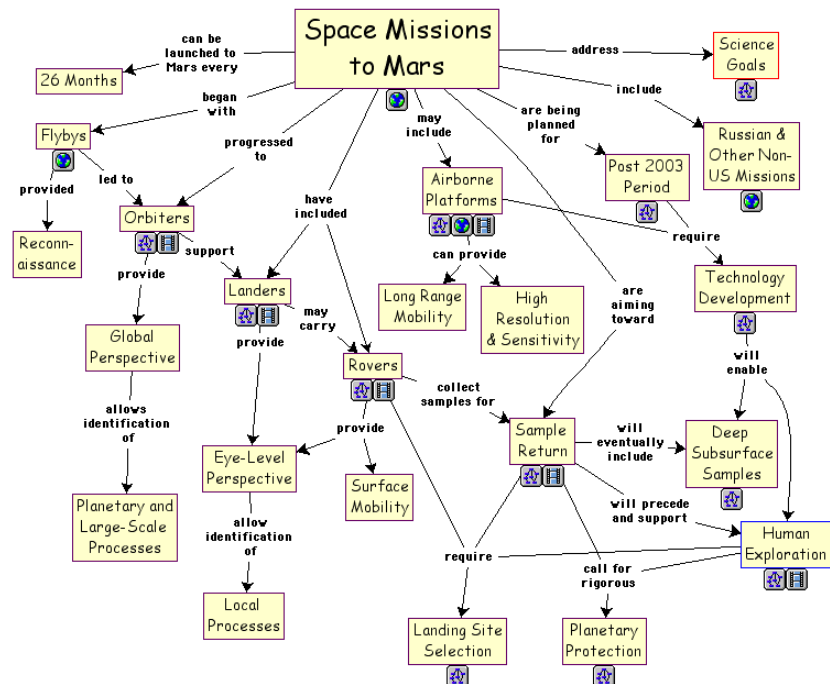 Space Missions
to Mars
can be
launched to
Mars every
26 Months
began
with
Flybys
provided
Reconn-
aissance
led to
progressed
to
Orbiters
support
provide
Global
Perspective
allows
identification
of
Planetary and
Large-Scale
Processes
have
included
Landers
may
carry
provide
Rovers
provide
Eye-Level
Perspective
Surface
Mobility
allow
identification
of
Local
Processes
may
include
Airborne
Platforms
can provide
Long Range
Mobility
High
Resolution
& Sensitivity
are being
planned
for
Post 2003
Period
address
Science
Goals
include
Russian &
Other Non-
US Missions
require
Technology
Development
will
enable
are
aiming
toward
collect
samples for
Sample
Return
will
eventually
include
Deep
Subsurface
Samples
will precede
and support
Human
Exploration
require
call for
rigorous
Landing Site
Selection
Planetary
Protection